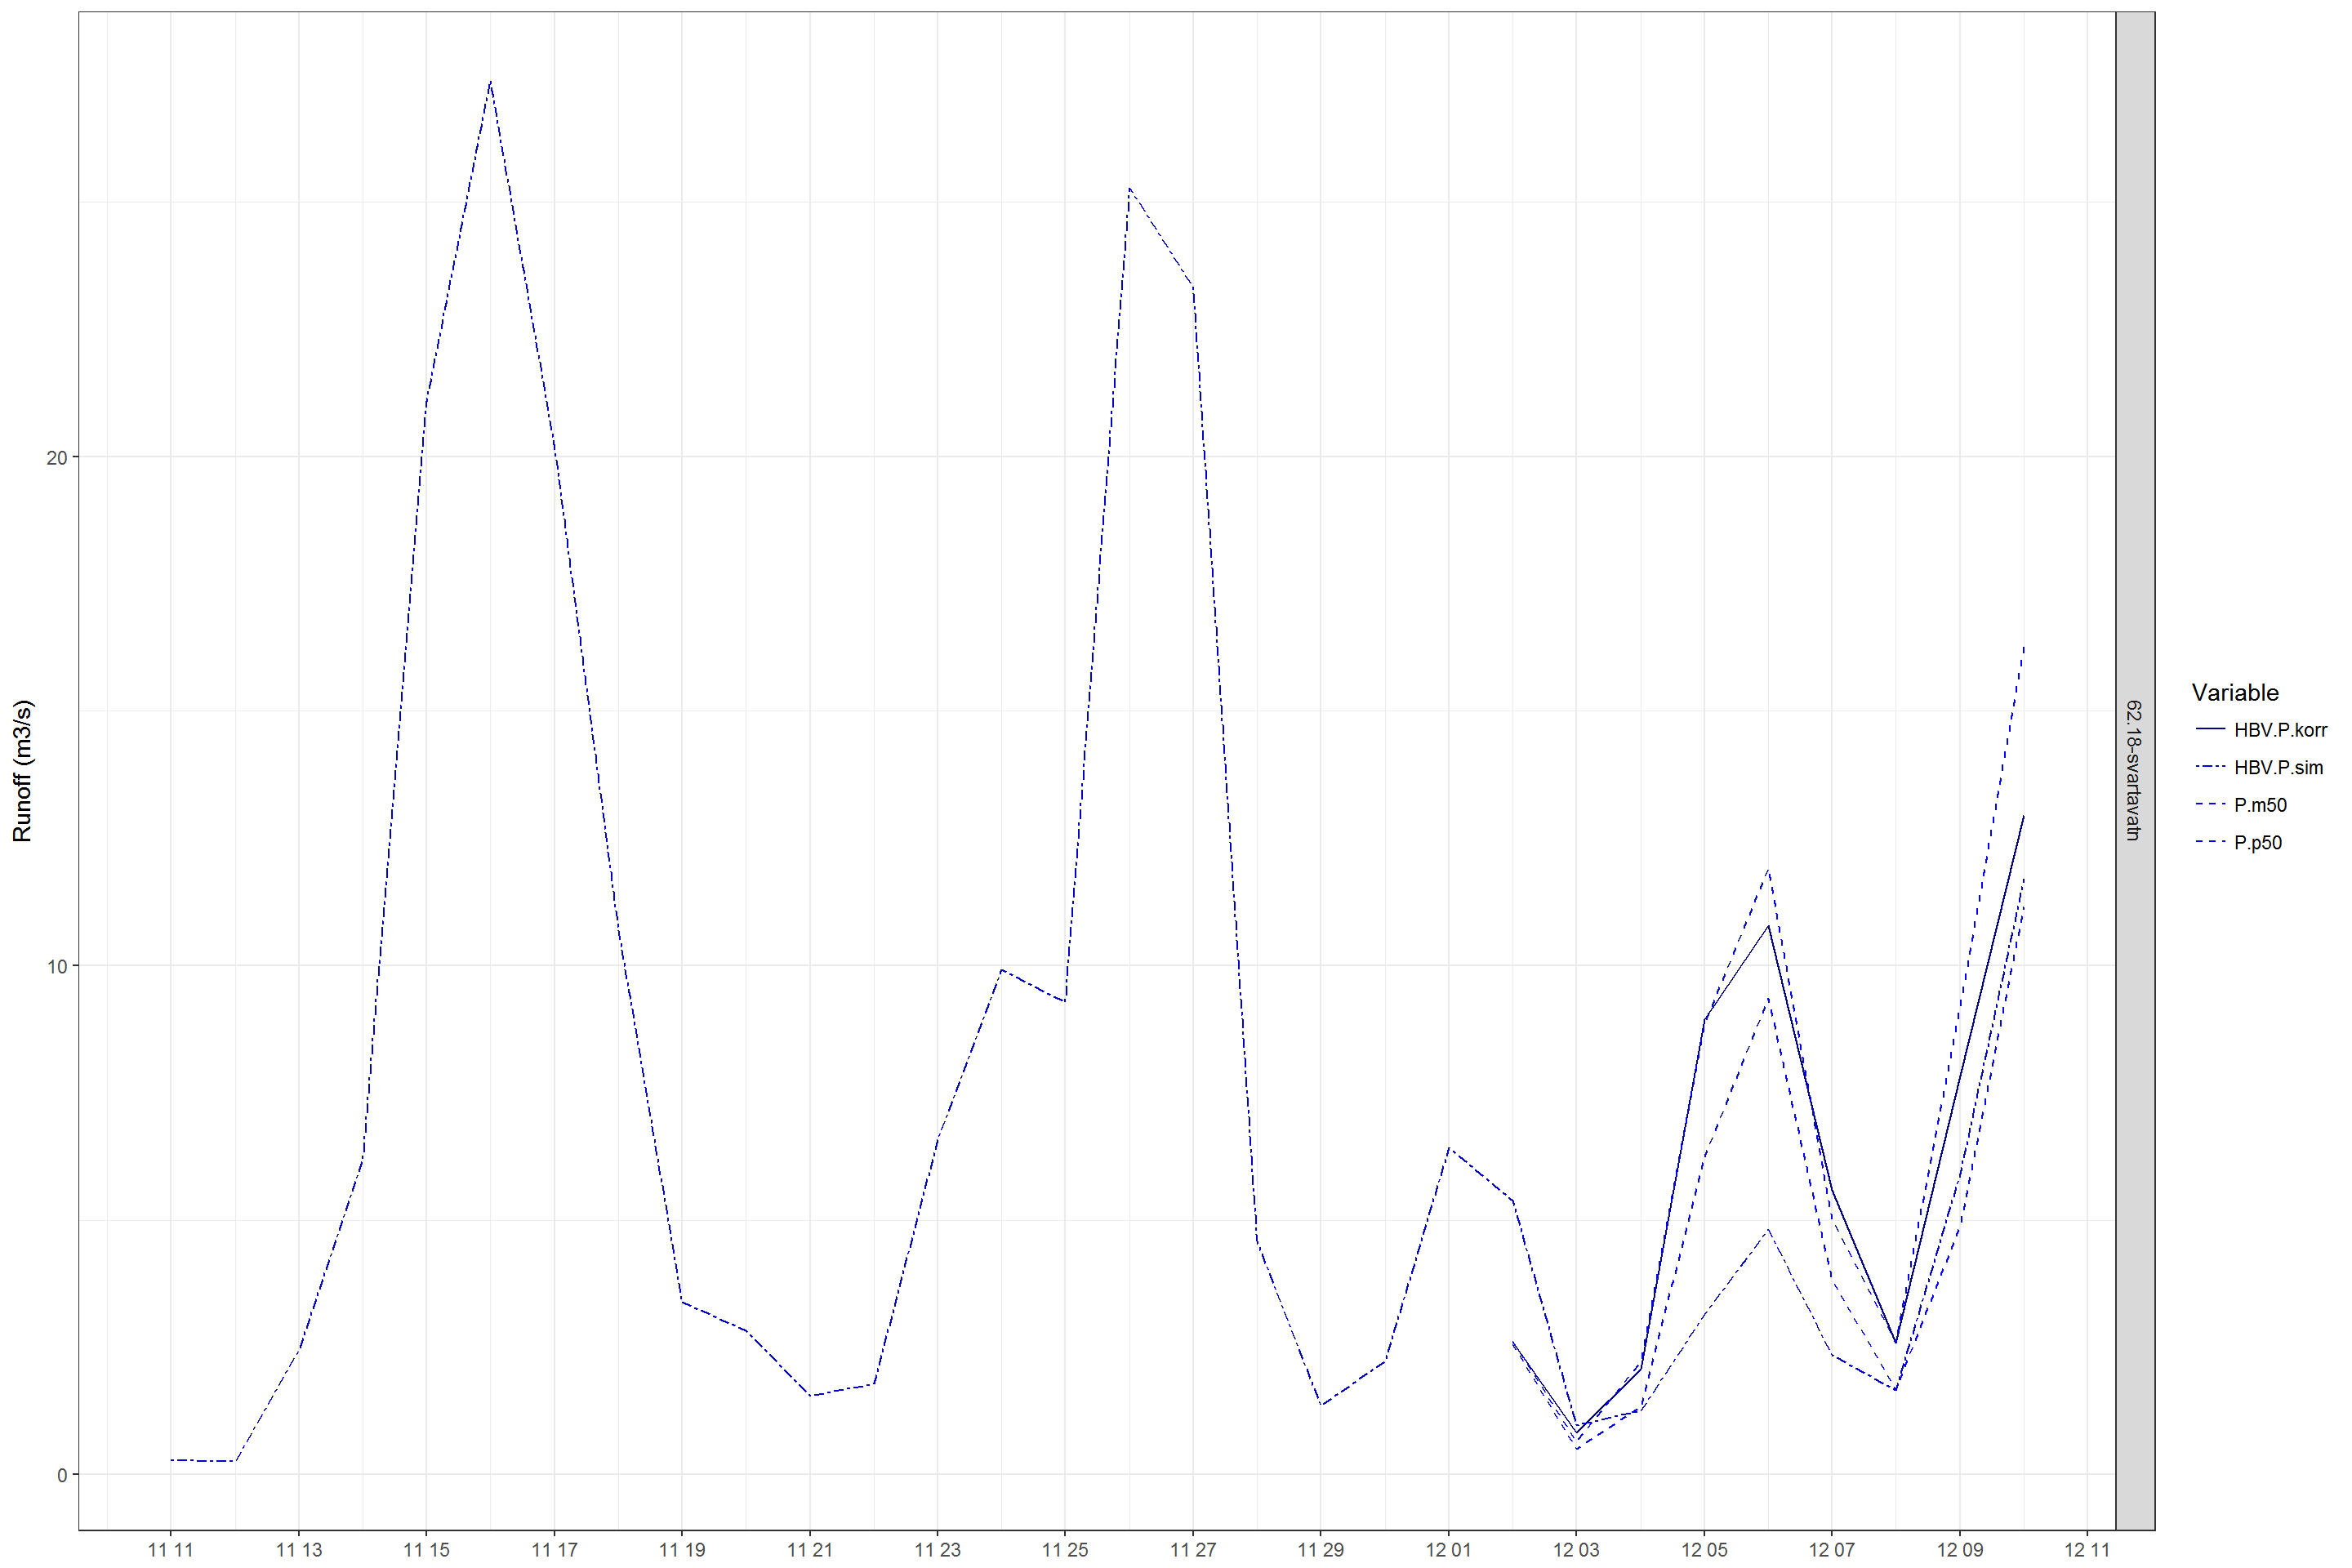 Runoff (m3/s)
20
10
0
11 11
11 13
11 15
11 17
11 19
11 21
11 23
11 25
11 27
11 29
12 01
12 03
12 05
12 07
12 09
12 11
62.18-svartavatn
Variable
HBV.P.korr
HBV.P.sim
P.m50
P.p50